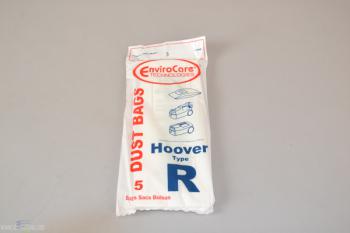 EnviroCare
TECHNOLOGIES
DUST BAGS
5
Hoover
Type
R
Bags Sacs Bolsas